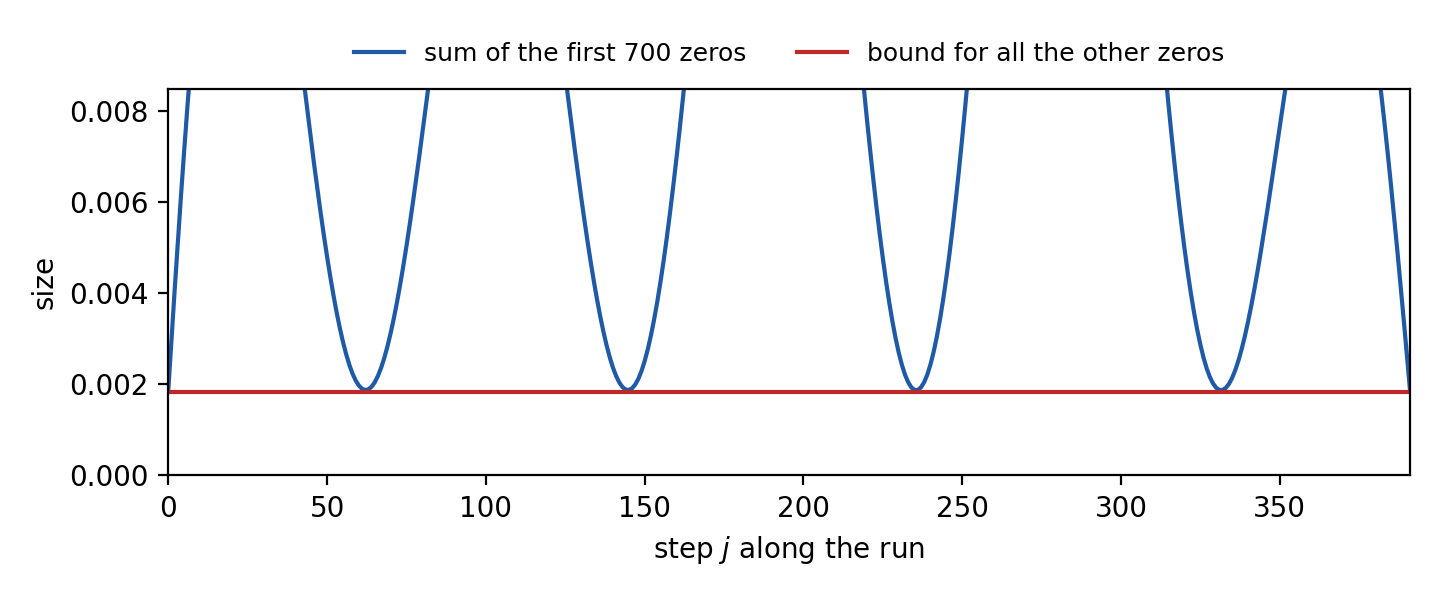 sum of the first 700 zeros
bound for all the other zeros
0.008
0.006
0.004
0.002
0.000
size
0 50 100 150 200 250 300 350
step j along the run